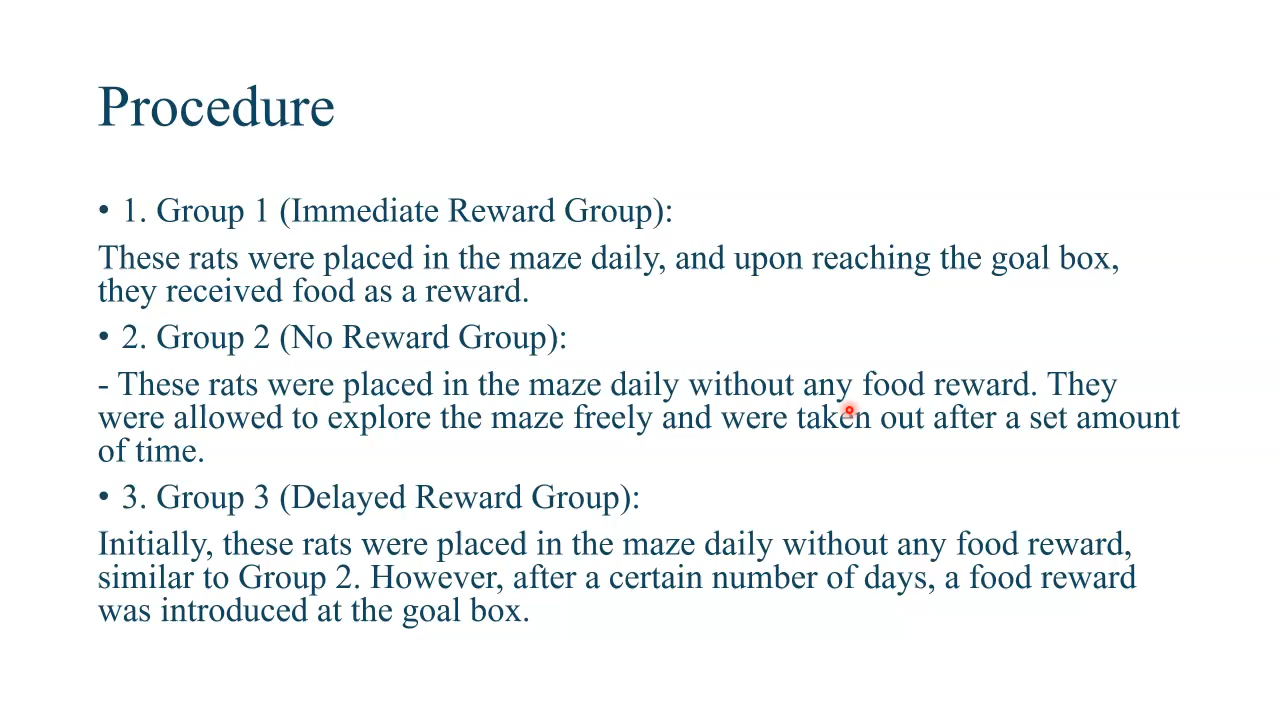 Procedure
• 1. Group 1 (Immediate Reward Group):
These rats were placed in the maze daily, and upon reaching the goal box,
they received food as a reward.
• 2. Group 2 (No Reward Group):
- These rats were placed in the maze daily without any food reward. They
were allowed to explore the maze freely and were taken out after a set amount
of time.
• 3. Group 3 (Delayed Reward Group):
Initially, these rats were placed in the maze daily without any food reward,
similar to Group 2. However, after a certain number of days, a food reward
was introduced at the goal box.